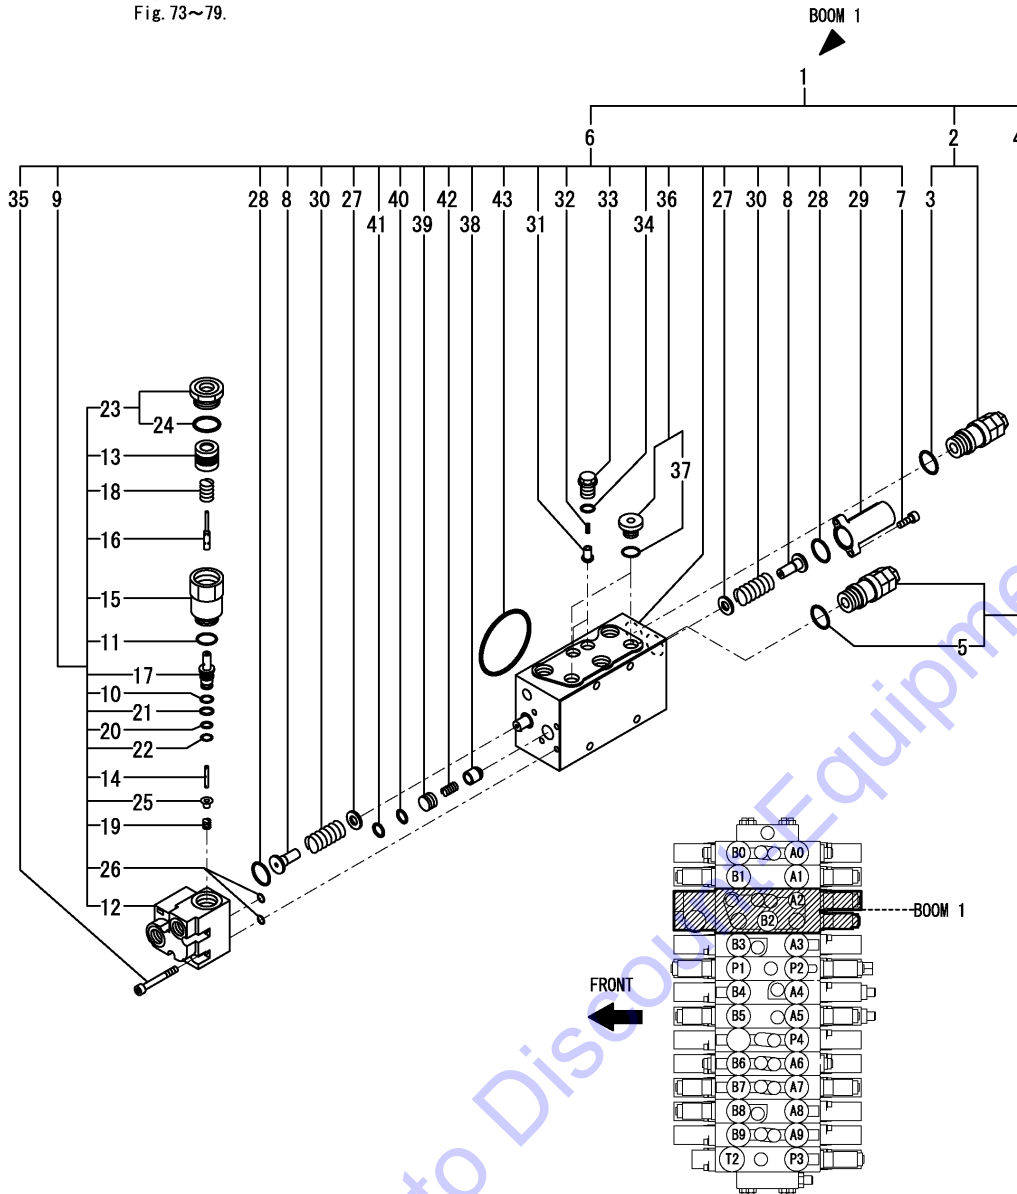 Fig. 73~79.
BOOM 1
1
6 2 4
35 9 28 8 30 27 40 39 42 38 43 32 33 36 27 30 8 28 29 7 3
41 31 34
23
24
13
37
18
16
15
11
5
17
10
21
20
22
14
25
19
26
12
B0 A0
B1 A1
A2
BOOM 1
B2
B3 A3
P1 P2
FRONT
B4 A4
B5 A5
P4
B6 A6
B7 A7
B8 A8
B9 A9
T2 P3
to Discount-Equipme